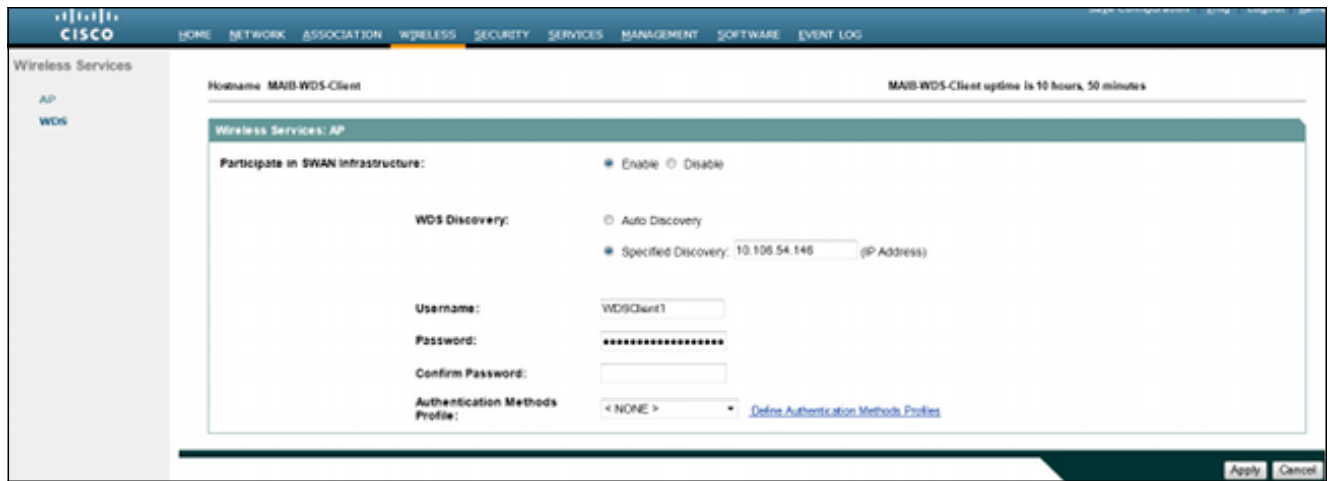 CISCO
HOME NETWORK ASSOCIATION WIRELESS SECURITY SERVICES MANAGEMENT SOFTWARE EVENT LOG
Wireless Services
AP
WDS
Hostname MAIB-WDS-Client
MAIB-WDS-Client uptime is 10 hours, 50 minutes
Wireless Services: AP
Participate in SWAN Infrastructure: Enable Disable
WDS Discovery: Auto Discovery
Specified Discovery: 10.106.54.146 (IP Address)
Username: WDSClient1
Password: ••••••••••••••••••
Confirm Password:
Authentication Methods Profile: < NONE > Define Authentication Methods Profiles
Apply Cancel